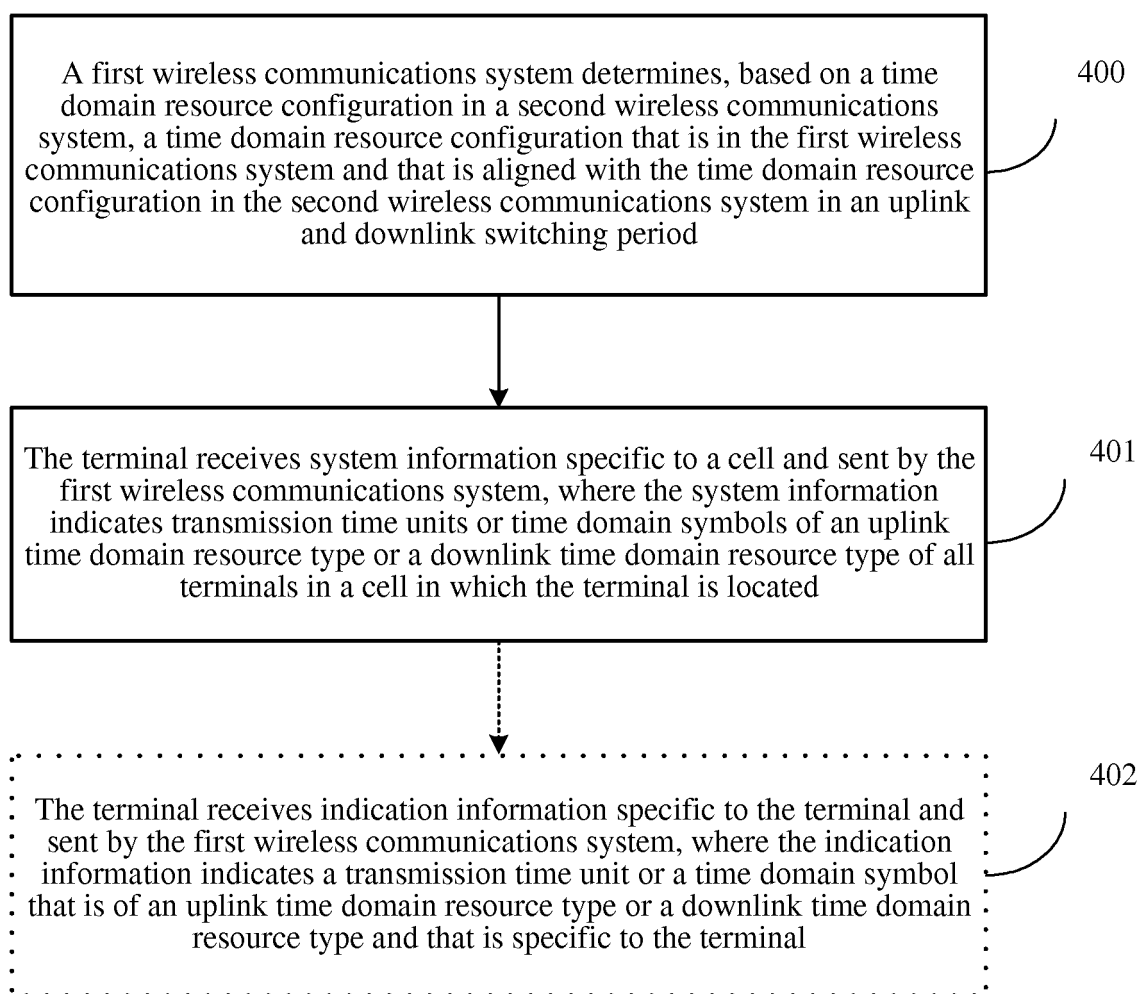 A first wireless communications system determines, based on a time
domain resource configuration in a second wireless communications
system, a time domain resource configuration that is in the first wireless
communications system and that is aligned with the time domain resource
configuration in the second wireless communications system in an uplink
and downlink switching period
400
The terminal receives system information specific to a cell and sent by the
first wireless communications system, where the system information
indicates transmission time units or time domain symbols of an uplink
time domain resource type or a downlink time domain resource type of all
terminals in a cell in which the terminal is located
401
The terminal receives indication information specific to the terminal and
sent by the first wireless communications system, where the indication
information indicates a transmission time unit or a time domain symbol
that is of an uplink time domain resource type or a downlink time domain
resource type and that is specific to the terminal
402